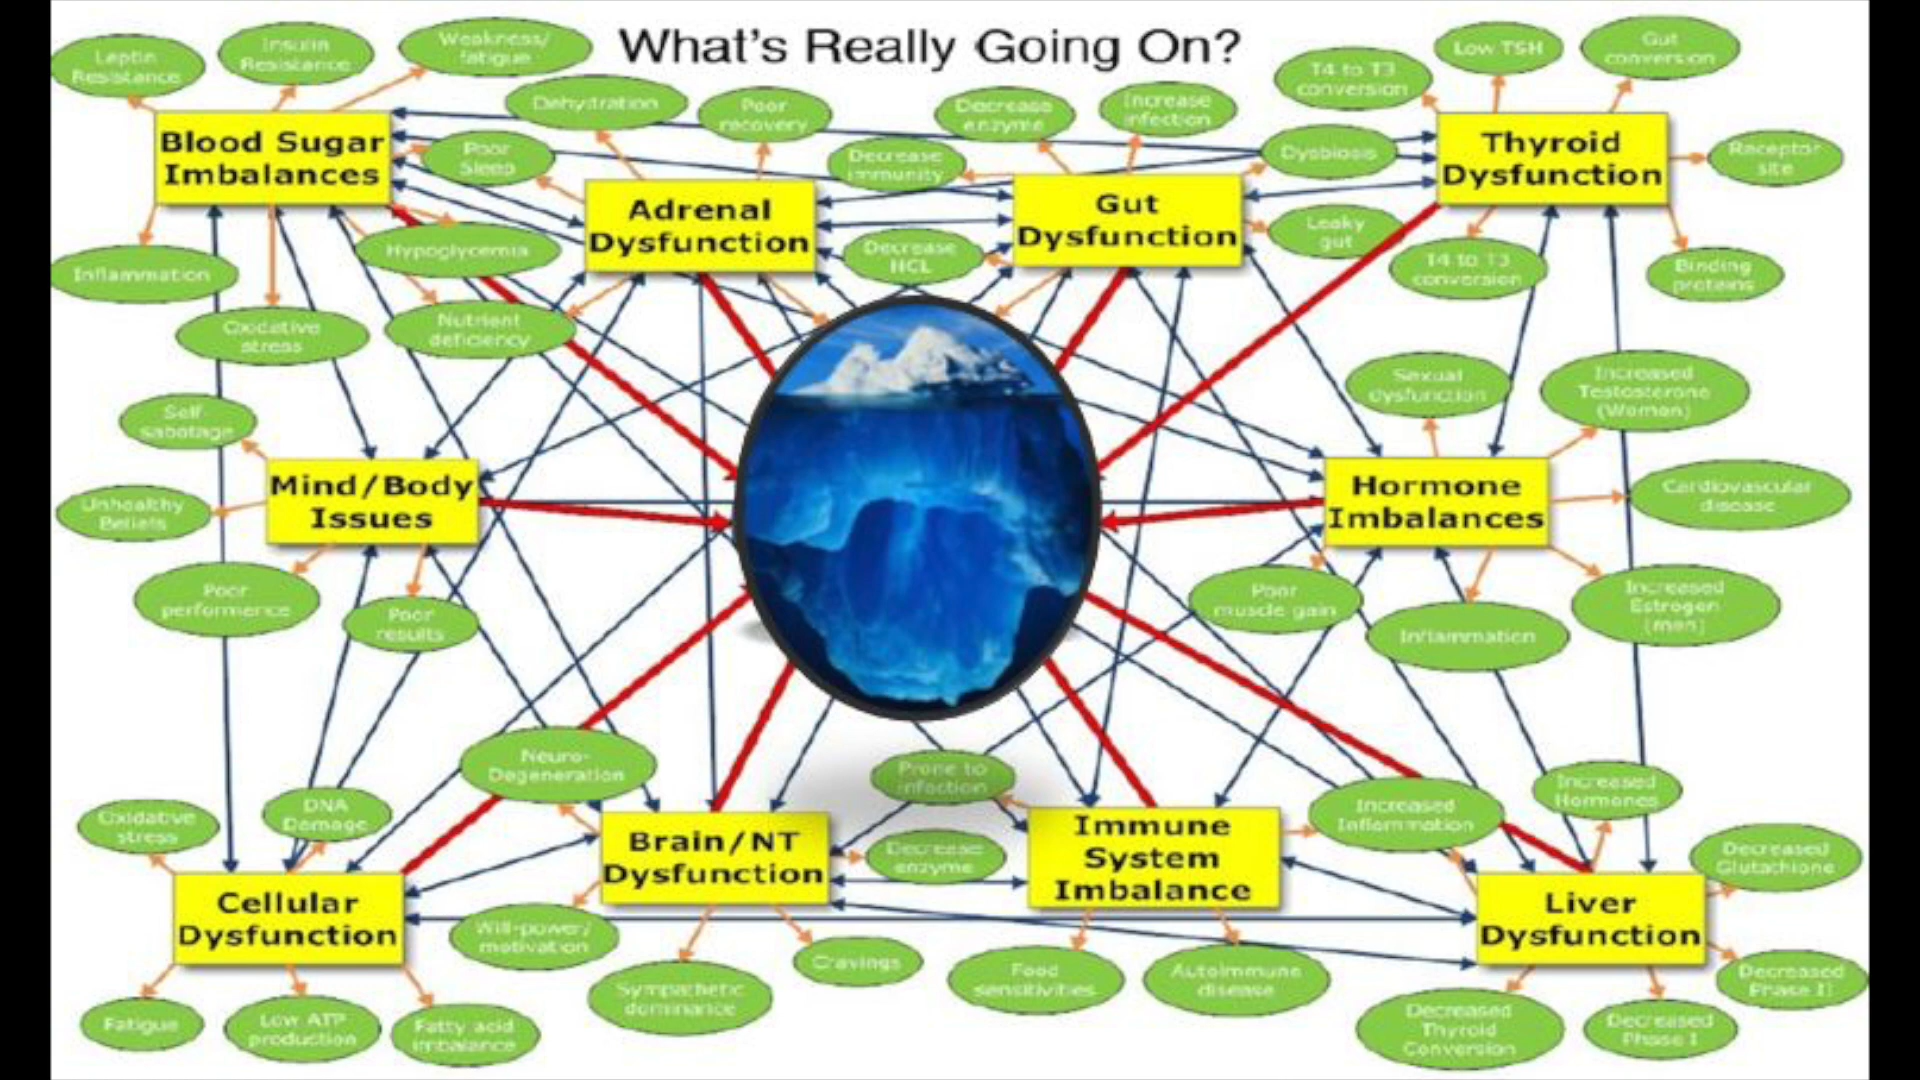 What's Really Going On?
Leptin
Resistance
Insulin
Resistance
Weakness/
fatigue
Dehydration
Poor
recovery
Decrease
enzyme
Increase
infection
T4 to T3
conversion
Low TSH
Gut
conversion
Blood Sugar
Imbalances
Poor
Sleep
Decrease
immunity
Dysbiosis
Thyroid
Dysfunction
Receptor
site
Adrenal
Dysfunction
Gut
Dysfunction
Leaky
gut
Inflammation
Hypoglycemia
Decrease
HCL
T4 to T3
conversion
Binding
proteins
Oxidative
stress
Nutrient
deficiency
Self
sabotage
Sexual
dysfunction
Increased
Testosterone
(Women)
Mind/Body
Issues
Unhealthy
Beliefs
Hormone
Imbalances
Cardiovascular
disease
Poor
performance
Poor
results
Poor
muscle gain
Inflammation
Increased
Estrogen
(men)
Neuro-
Degeneration
Prone to
infection
Increased
Hormones
Oxidative
stress
DNA
Damage
Increased
Inflammation
Brain/NT
Dysfunction
Decrease
enzyme
Immune
System
Imbalance
Decreased
Glutathione
Cellular
Dysfunction
Will-power/
motivation
Liver
Dysfunction
Cravings
Sympathetic
dominance
Food
sensitivities
Autoimmune
disease
Decreased
Phase II
Fatigue
Low ATP
production
Fatty acid
imbalance
Decreased
Thyroid
Conversion
Decreased
Phase I